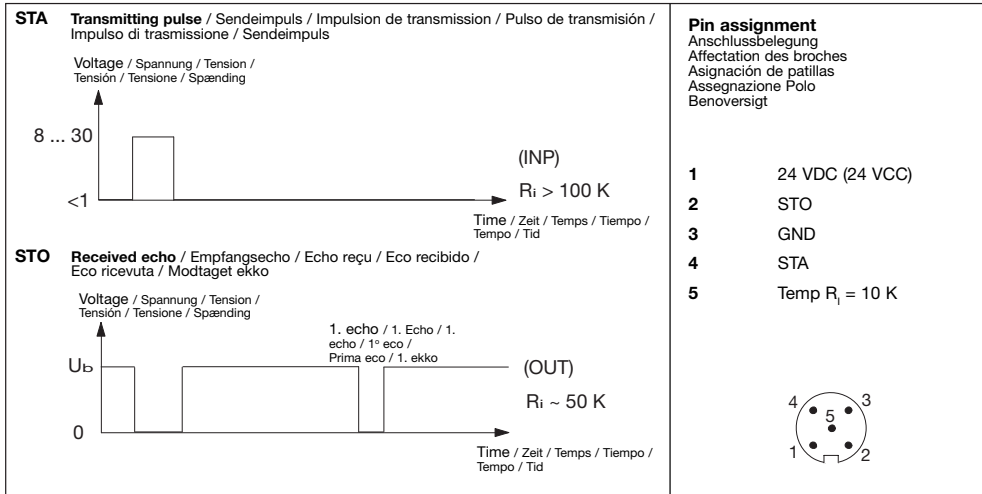 STA Transmitting pulse / Sendeimpuls / Impulsion de transmission / Pulso de transmisión /
Impulso di trasmissione / Sendeimpuls
Voltage / Spannung / Tension /
Tensión / Tensione / Spænding
8 ... 30
<1
(INP)
Ri > 100 K
Time / Zeit / Temps / Tiempo /
Tempo / Tid
STO Received echo / Empfangsecho / Echo reçu / Eco recibido /
Eco ricevuta / Modtaget ekko
Voltage / Spannung / Tension /
Tensión / Tensione / Spænding
1. echo / 1. Echo / 1.
echo / 1º eco /
Prima eco / 1. ekko
Ub
0
(OUT)
Ri ~ 50 K
Time / Zeit / Temps / Tiempo /
Tempo / Tid
Pin assignment
Anschlussbelegung
Affectation des broches
Asignación de patillas
Assegnazione Polo
Benoversigt
1 24 VDC (24 VCC)
2 STO
3 GND
4 STA
5 Temp RI = 10 K
4 3
5
1 2